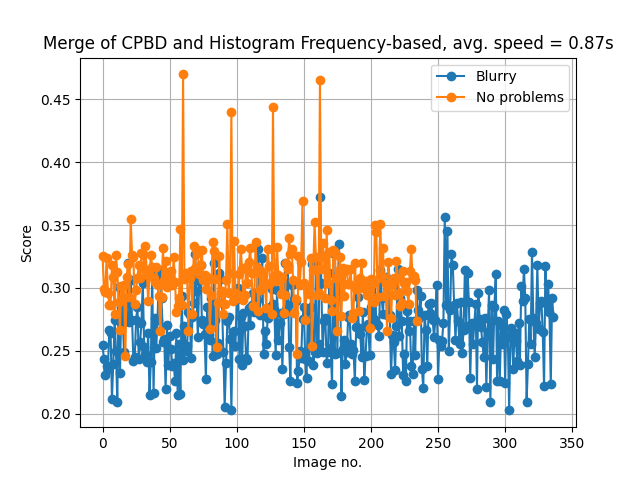 Merge of CPBD and Histogram Frequency-based, avg. speed = 0.87s
Blurry
No problems
0.45
0.40
0.35
0.30
0.25
0.20
Score
0 50 100 150 200 250 300 350
Image no.